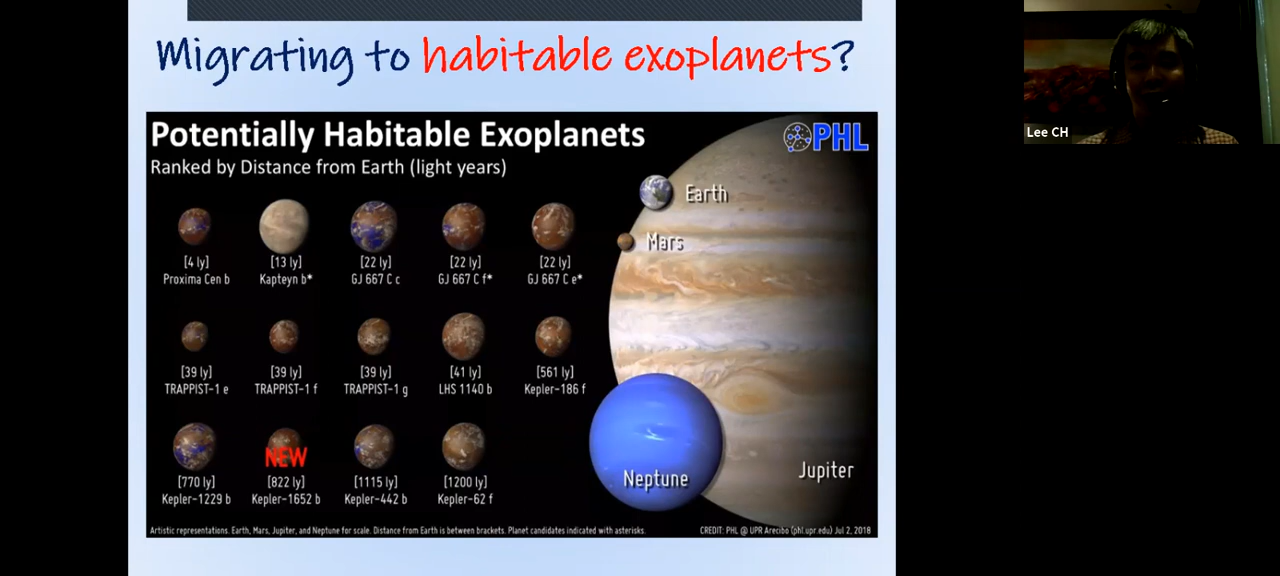 Migrating to habitable exoplanets?
Potentially Habitable Exoplanets
Ranked by Distance from Earth (light years)
PHL
Earth
Mars
[4 ly] [13 ly] [22 ly] [22 ly] [22 ly]
Proxima Cen b Kapteyn b* GJ 667 C c GJ 667 C f* GJ 667 C e*
[39 ly] [39 ly] [39 ly] [41 ly] [561 ly]
TRAPPIST-1 e TRAPPIST-1 f TRAPPIST-1 g LHS 1140 b Kepler-186 f
NEW
[770 ly] [822 ly] [1115 ly] [1200 ly]
Kepler-1229 b Kepler-1652 b Kepler-442 b Kepler-62 f
Neptune
Jupiter
Artistic representations. Earth, Mars, Jupiter, and Neptune for scale. Distance from Earth is between brackets. Planet candidates indicated with asterisks.
CREDIT: PHL @ UPR Arecibo (phl.upr.edu) Jul 2, 2018
Lee CH